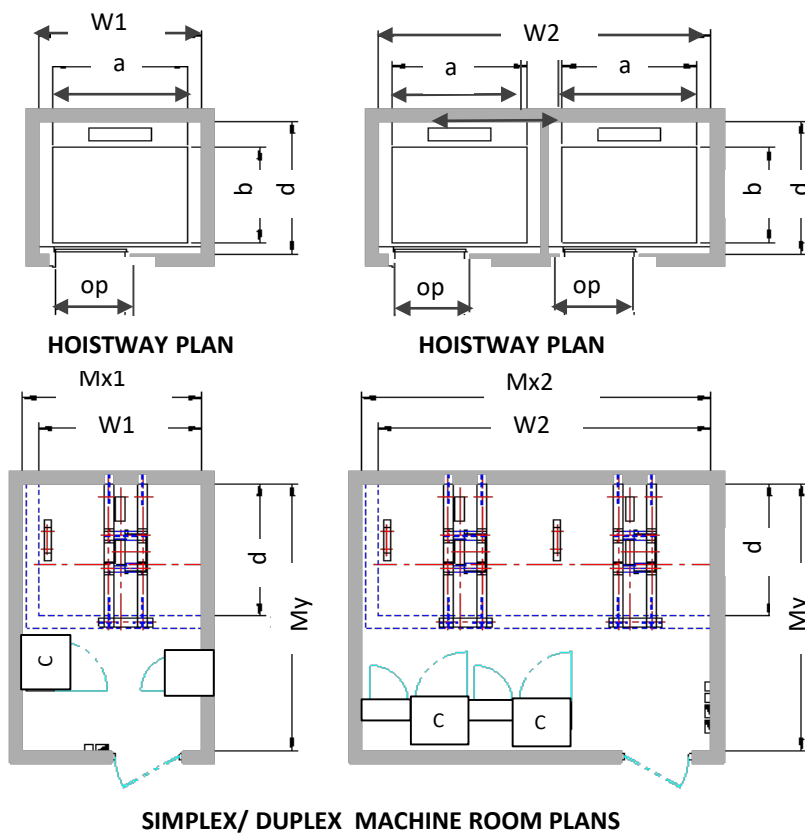 W1
W2
a
a
a
b
d
b
d
op
op
op
HOISTWAY PLAN
HOISTWAY PLAN
Mx1
Mx2
W1
W2
d
My
d
My
C
C
C
SIMPLEX/ DUPLEX MACHINE ROOM PLANS